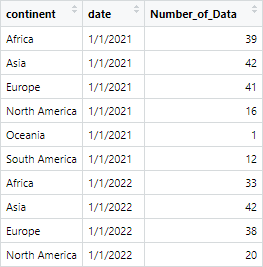 continent date Number_of_Data
Africa 1/1/2021 39
Asia 1/1/2021 42
Europe 1/1/2021 41
North America 1/1/2021 16
Oceania 1/1/2021 1
South America 1/1/2021 12
Africa 1/1/2022 33
Asia 1/1/2022 42
Europe 1/1/2022 38
North America 1/1/2022 20